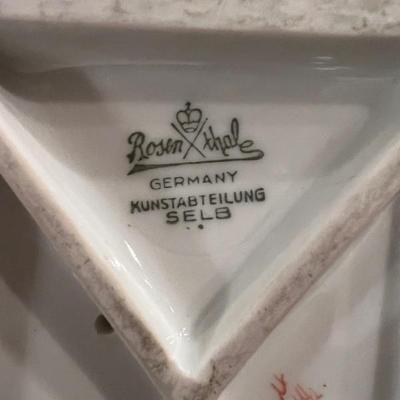 Rosenthal
GERMANY
KUNSTABTEILUNG
SELB